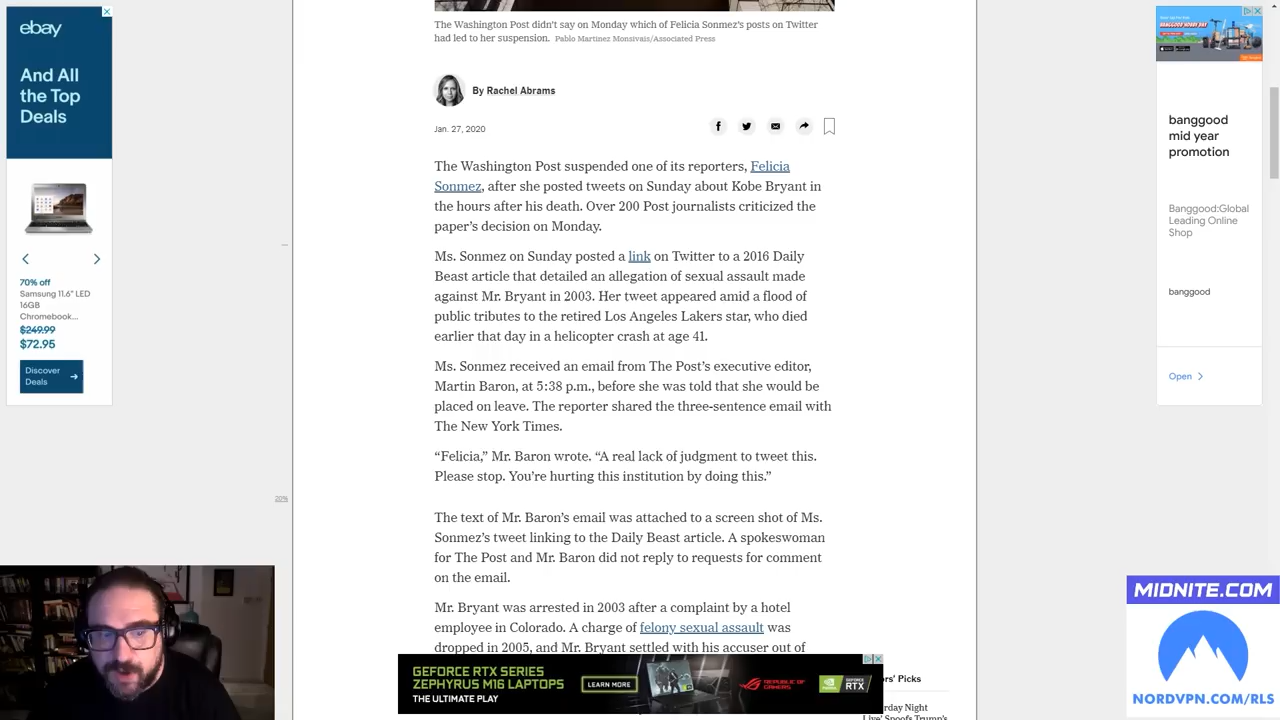 ebay
And All
the Top
Deals
70% off
Samsung 11.6" LED
16GB
Chromebook...
$249.99
$72.95
Discover
Deals
20%
The Washington Post didn't say on Monday which of Felicia Sonmez's posts on Twitter
had led to her suspension. Pablo Martinez Monsivais/Associated Press
By Rachel Abrams
Jan. 27, 2020
The Washington Post suspended one of its reporters, Felicia
Sonmez, after she posted tweets on Sunday about Kobe Bryant in
the hours after his death. Over 200 Post journalists criticized the
paper's decision on Monday.
Ms. Sonmez on Sunday posted a link on Twitter to a 2016 Daily
Beast article that detailed an allegation of sexual assault made
against Mr. Bryant in 2003. Her tweet appeared amid a flood of
public tributes to the retired Los Angeles Lakers star, who died
earlier that day in a helicopter crash at age 41.
Ms. Sonmez received an email from The Post's executive editor,
Martin Baron, at 5:38 p.m., before she was told that she would be
placed on leave. The reporter shared the three-sentence email with
The New York Times.
“Felicia,” Mr. Baron wrote. “A real lack of judgment to tweet this.
Please stop. You're hurting this institution by doing this.”
The text of Mr. Baron's email was attached to a screen shot of Ms.
Sonmez's tweet linking to the Daily Beast article. A spokeswoman
for The Post and Mr. Baron did not reply to requests for comment
on the email.
Mr. Bryant was arrested in 2003 after a complaint by a hotel
employee in Colorado. A charge of felony sexual assault was
dropped in 2005, and Mr. Bryant settled with his accuser out of
GEFORCE RTX SERIES
ZEPHYRUS M16 LAPTOPS
THE ULTIMATE PLAY
LEARN MORE
REPUBLIC OF
GAMERS
GEFORCE
RTX
ors' Picks
rday Night
Live' Spoofs Trump's
banggood
mid year
promotion
Banggood:Global
Leading Online
Shop
banggood
Open
MIDNITE.COM
NORDVPN.COM/RLS